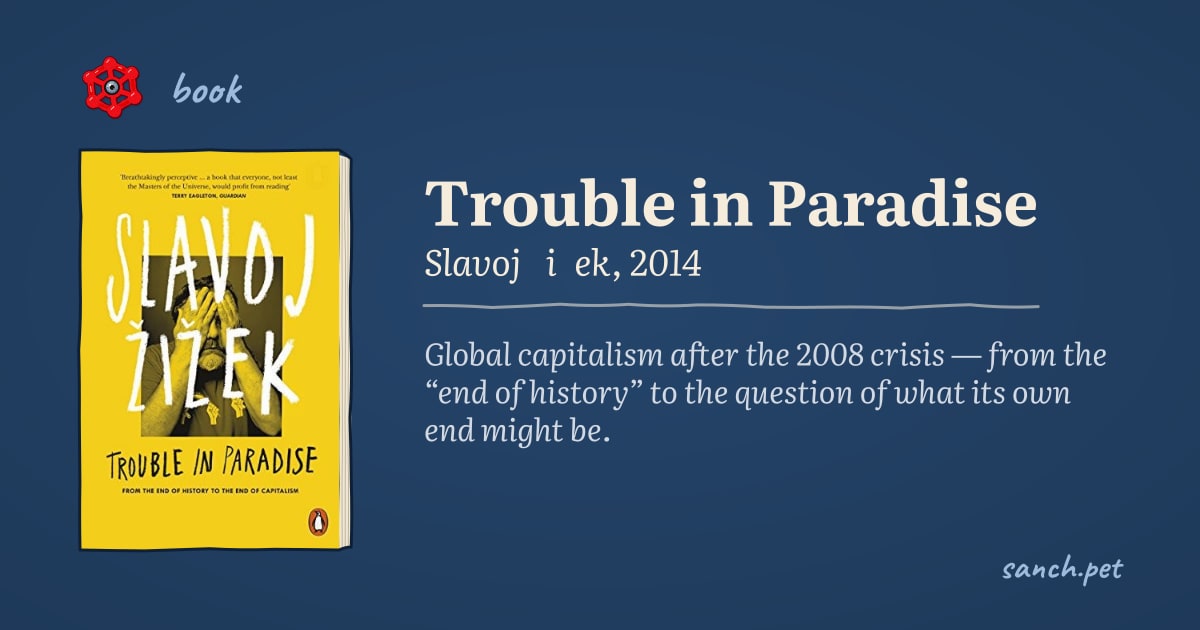 book
'Breathtakingly perceptive ... a book that everyone, not least
the Masters of the Universe, would profit from reading'
TERRY EAGLETON, GUARDIAN
SLAVOJ
ŽIŽEK
TROUBLE IN PARADISE
FROM THE END OF HISTORY TO THE END OF CAPITALISM
Trouble in Paradise
Slavoj i ek, 2014
Global capitalism after the 2008 crisis — from the
“end of history” to the question of what its own
end might be.
sanch.pet